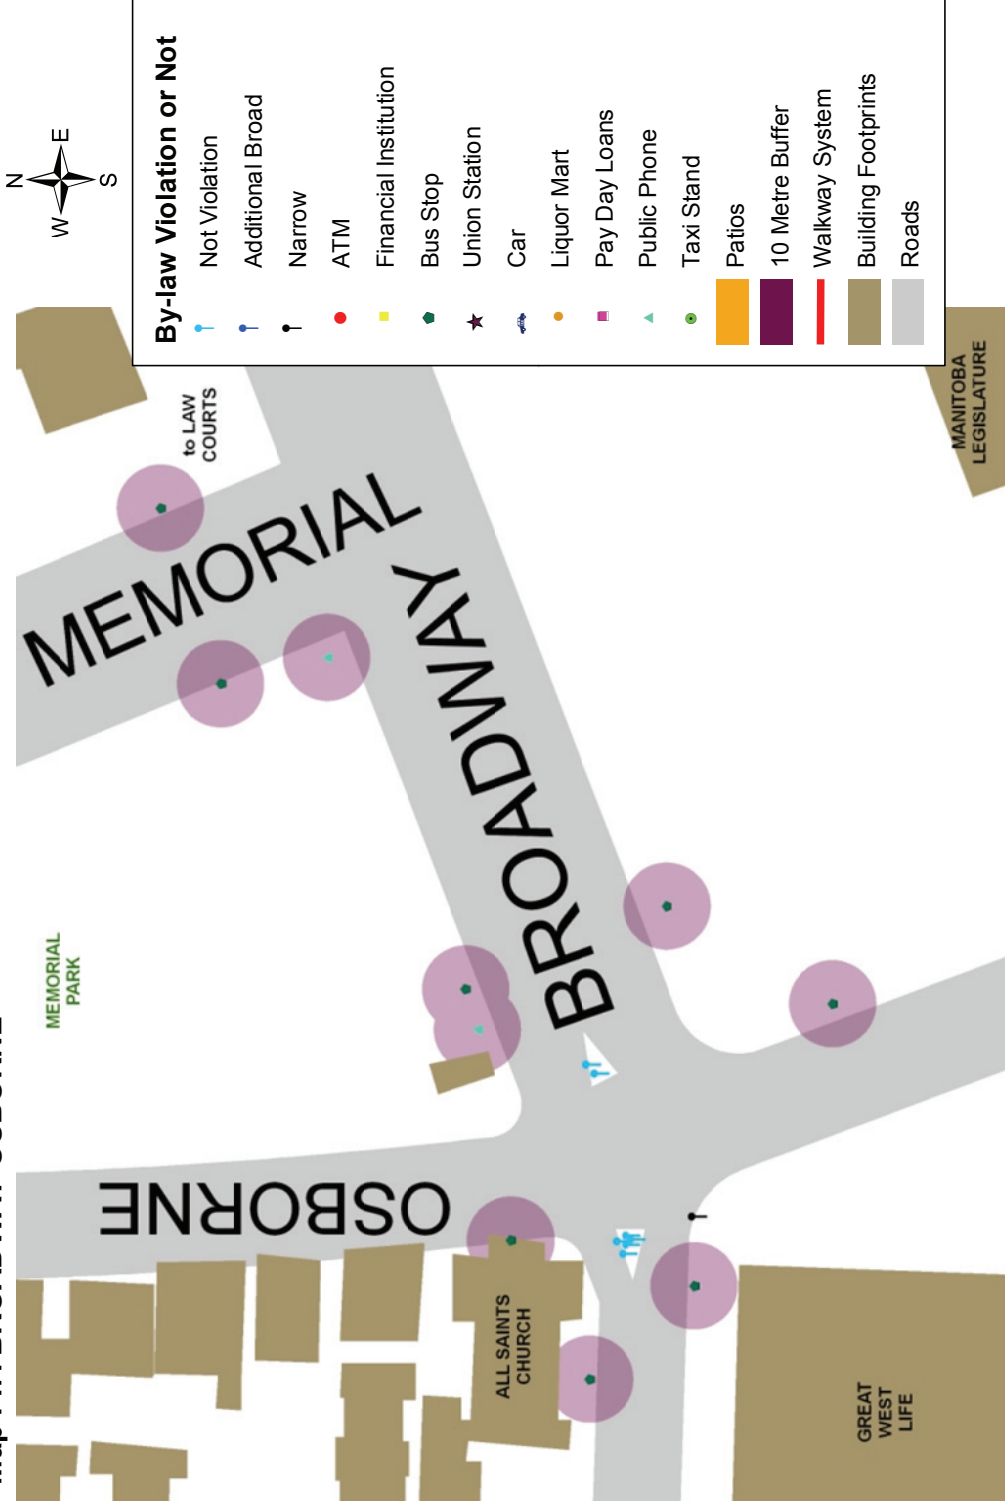 N
W E
S
By-law Violation or Not
Not Violation
Additional Broad
Narrow
ATM
Financial Institution
Bus Stop
Union Station
Car
Liquor Mart
Pay Day Loans
Public Phone
Taxi Stand
Patios
10 Metre Buffer
Walkway System
Building Footprints
Roads
to LAW
COURTS
MANITOBA
LEGISLATURE
MEMORIAL
BROADWAY
MEMORIAL
PARK
OSBORNE
ALL SAINTS
CHURCH
GREAT
WEST
LIFE